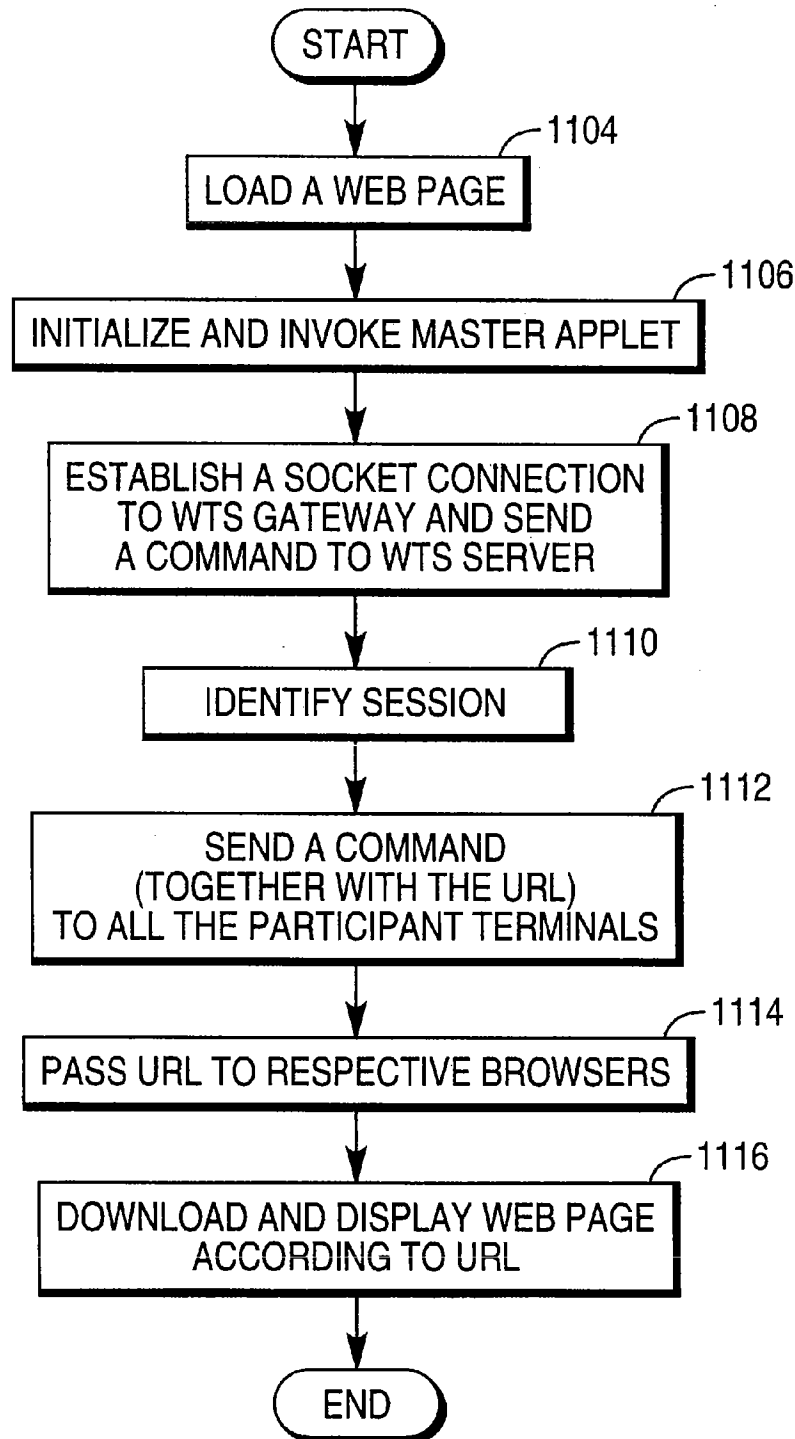 START
1104
LOAD A WEB PAGE
1106
INITIALIZE AND INVOKE MASTER APPLET
1108
ESTABLISH A SOCKET CONNECTION
TO WTS GATEWAY AND SEND
A COMMAND TO WTS SERVER
1110
IDENTIFY SESSION
1112
SEND A COMMAND
(TOGETHER WITH THE URL)
TO ALL THE PARTICIPANT TERMINALS
1114
PASS URL TO RESPECTIVE BROWSERS
1116
DOWNLOAD AND DISPLAY WEB PAGE
ACCORDING TO URL
END